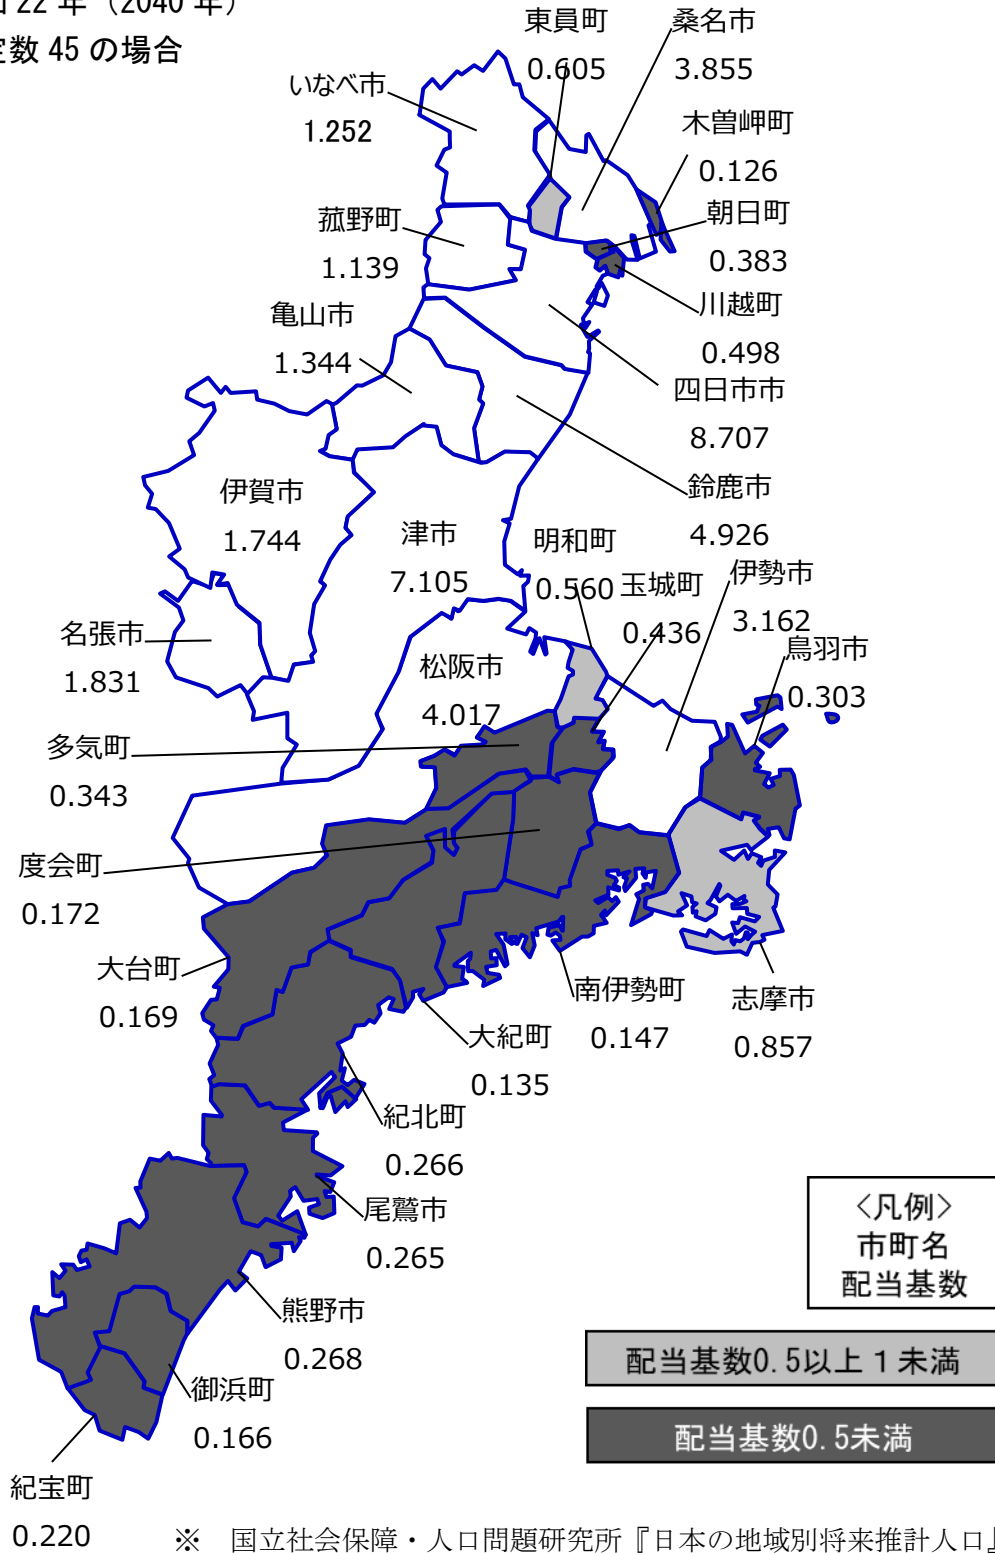 22 年（2040 年）
定数 45 の場合
東員町
0.605
桑名市
3.855
いなべ市
1.252
木曽岬町
0.126
菰野町
1.139
朝日町
0.383
亀山市
1.344
川越町
0.498
四日市市
8.707
伊賀市
1.744
津市
7.105
鈴鹿市
4.926
明和町
0.560
玉城町
0.436
伊勢市
3.162
名張市
1.831
松阪市
4.017
鳥羽市
0.303
多気町
0.343
度会町
0.172
大台町
0.169
南伊勢町
0.147
志摩市
0.857
大紀町
0.135
紀北町
0.266
尾鷲市
0.265
熊野市
0.268
御浜町
0.166
紀宝町
0.220
＜凡例＞
市町名
配当基数
配当基数0.5以上１未満
配当基数0.5未満
※ 国立社会保障・人口問題研究所『日本の地域別将来推計人口』